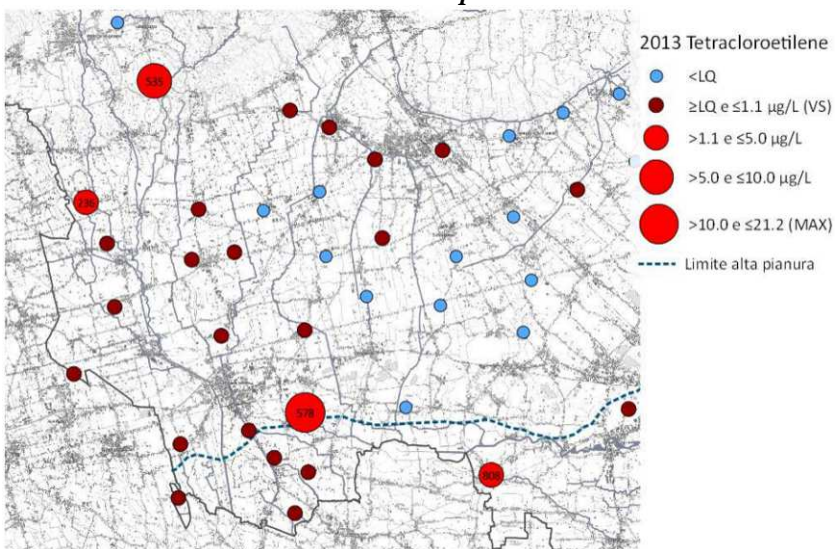 2013 Tetracloroetilene
<LQ
≥LQ e ≤1.1 µg/L (VS)
>1.1 e ≤5.0 µg/L
>5.0 e ≤10.0 µg/L
>10.0 e ≤21.2 (MAX)
Limite alta pianura
535
236
578
808